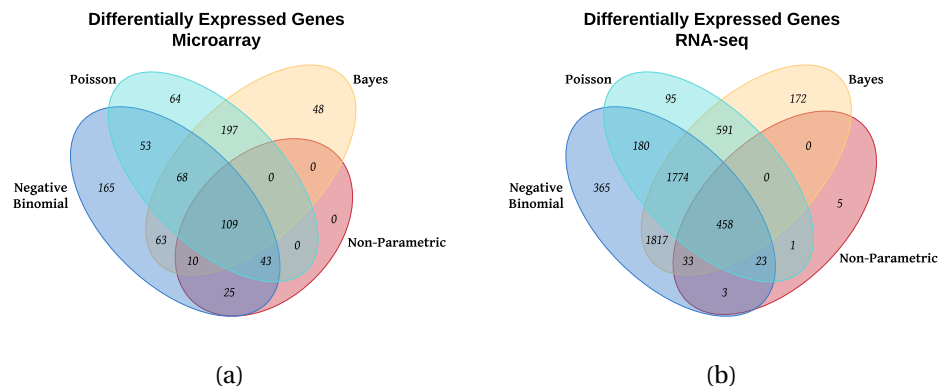 Differentially Expressed Genes
Microarray
Poisson
Bayes
64
48
197
53
0
68
0
165
Negative
Binomial
109
0
Non-Parametric
63
0
10
43
25
(a)
Differentially Expressed Genes
RNA-seq
Poisson
Bayes
95
172
591
180
0
1774
0
365
Negative
Binomial
5
458
1817
1
Non-Parametric
33
23
3
(b)